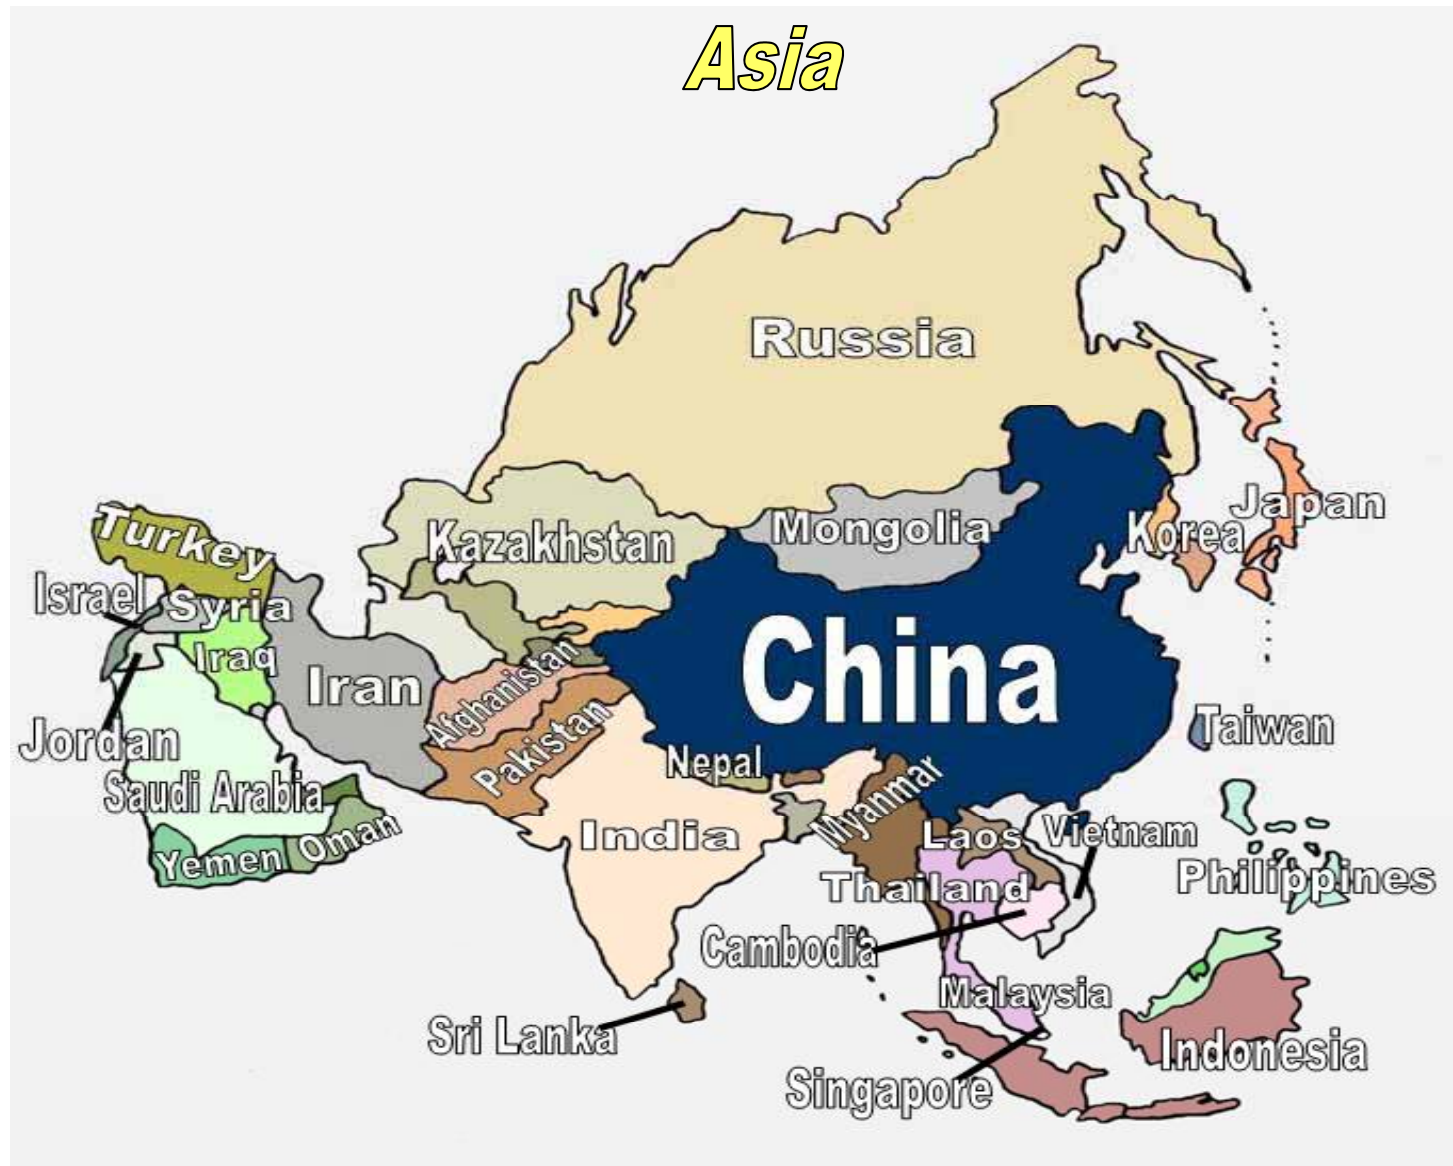 Asia
Russia
Japan
Kazakhstan
Mongolia
Korea
Turkey
Israel
Syria
Iraq
Iran
Afghanistan
China
Jordan
Pakistan
Taiwan
Nepal
Saudi Arabia
Myanmar
India
Laos
Vietnam
Oman
Yemen
Thailand
Philippines
Cambodia
Malaysia
Sri Lanka
Indonesia
Singapore